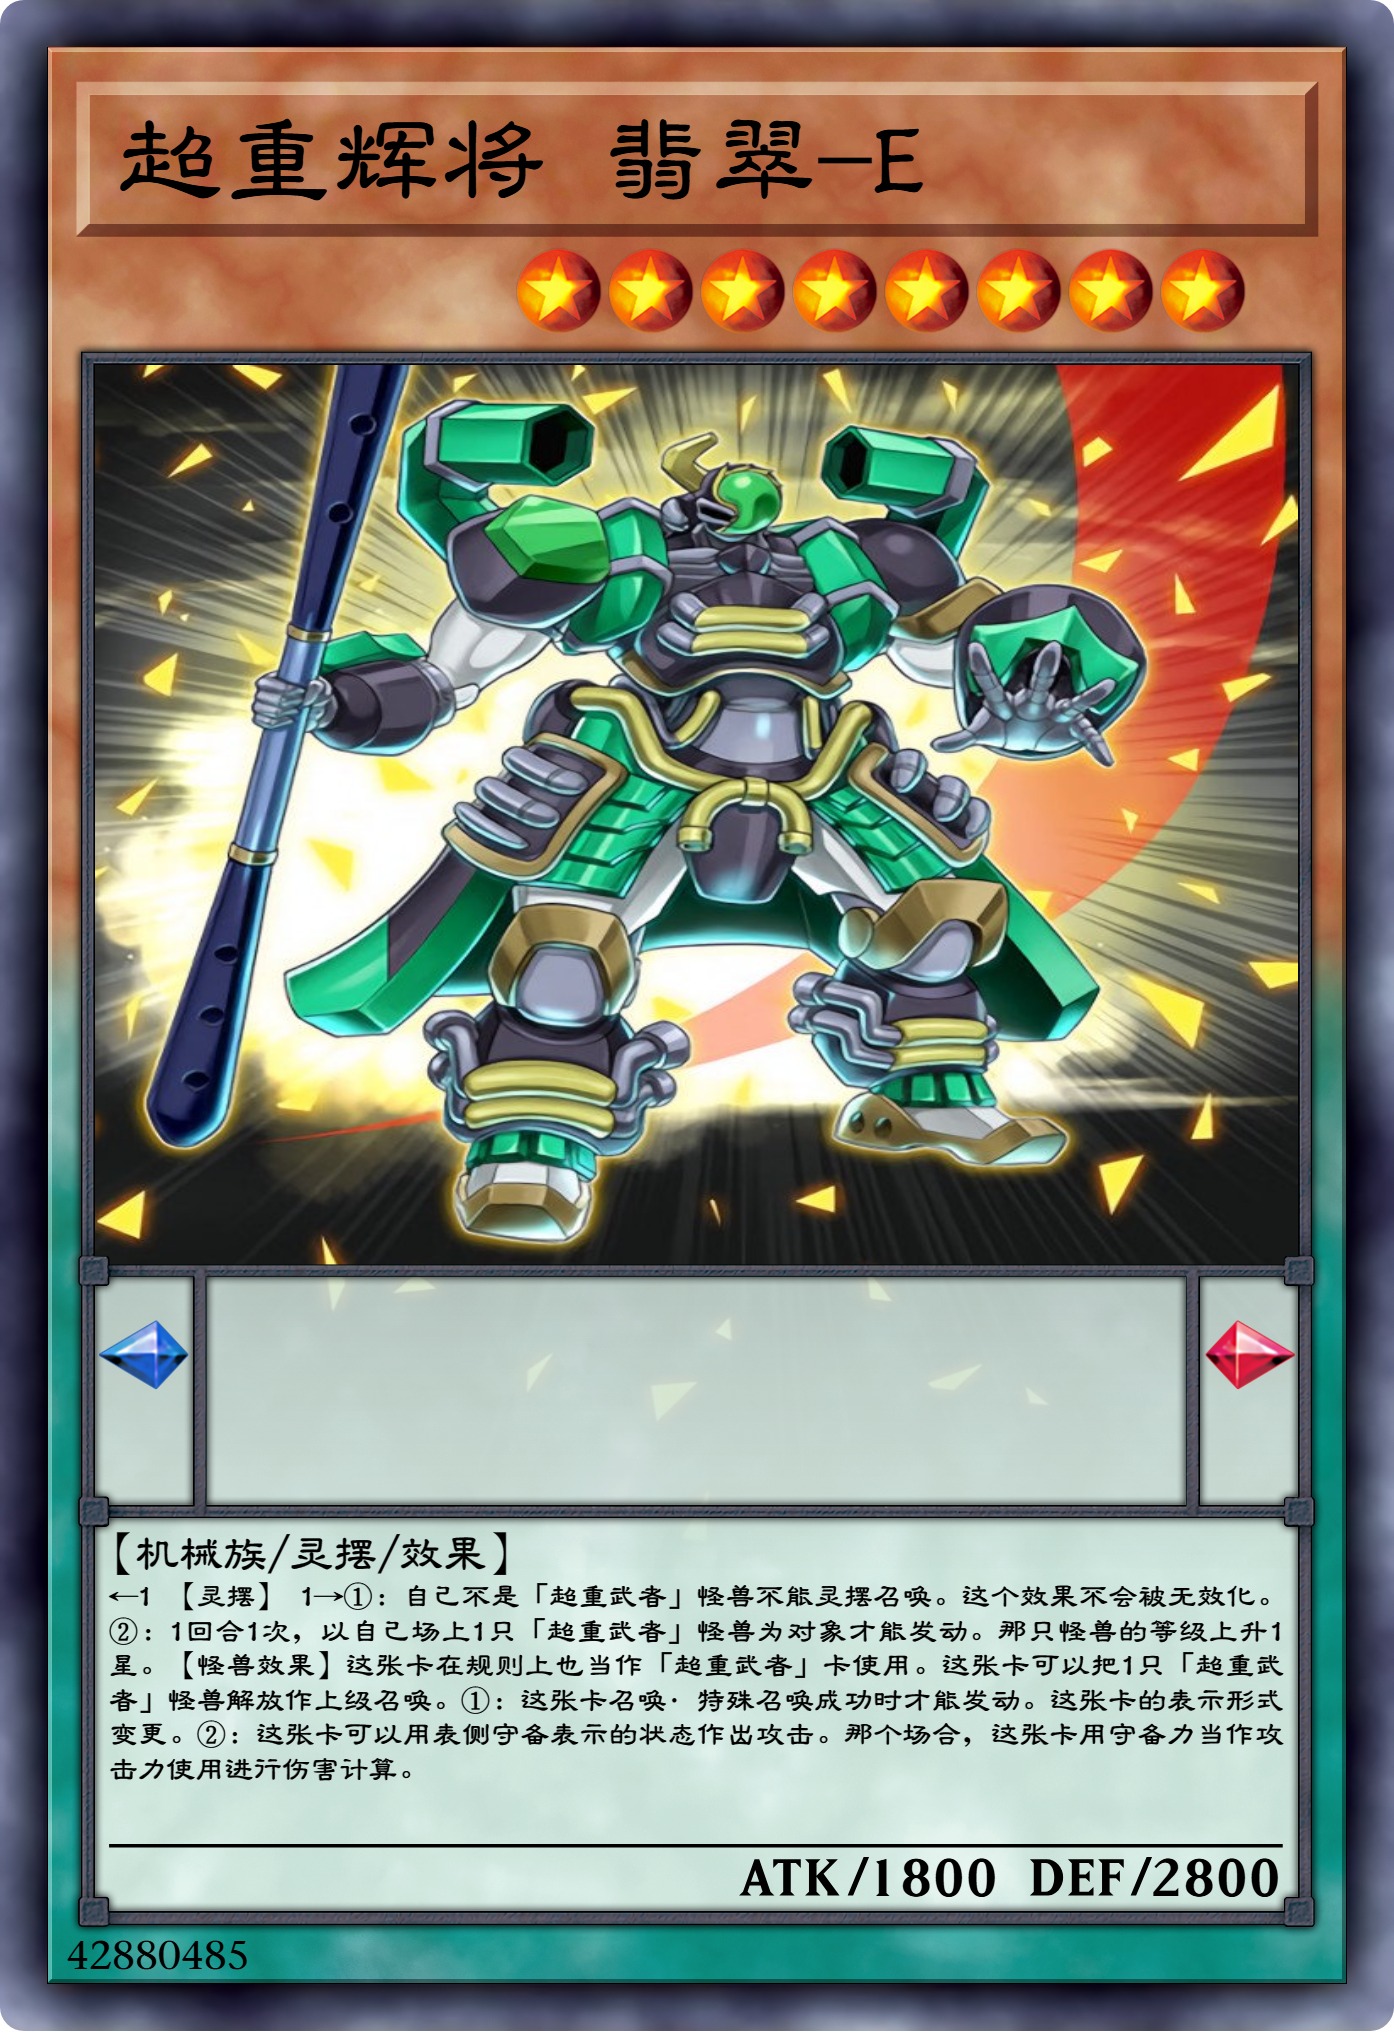 超重辉将 翡翠-E
【机械族/灵摆/效果】
←1 【灵摆】 1→①：自己不是「超重武者」怪兽不能灵摆召唤。这个效果不会被无效化。
②：1回合1次，以自己场上1只「超重武者」怪兽为对象才能发动。那只怪兽的等级上升1
星。【怪兽效果】这张卡在规则上也当作「超重武者」卡使用。这张卡可以把1只「超重武
者」怪兽解放作上级召唤。①：这张卡召唤·特殊召唤成功时才能发动。这张卡的表示形式
变更。②：这张卡可以用表侧守备表示的状态作出攻击。那个场合，这张卡用守备力当作攻
击力使用进行伤害计算。
ATK/1800 DEF/2800
42880485